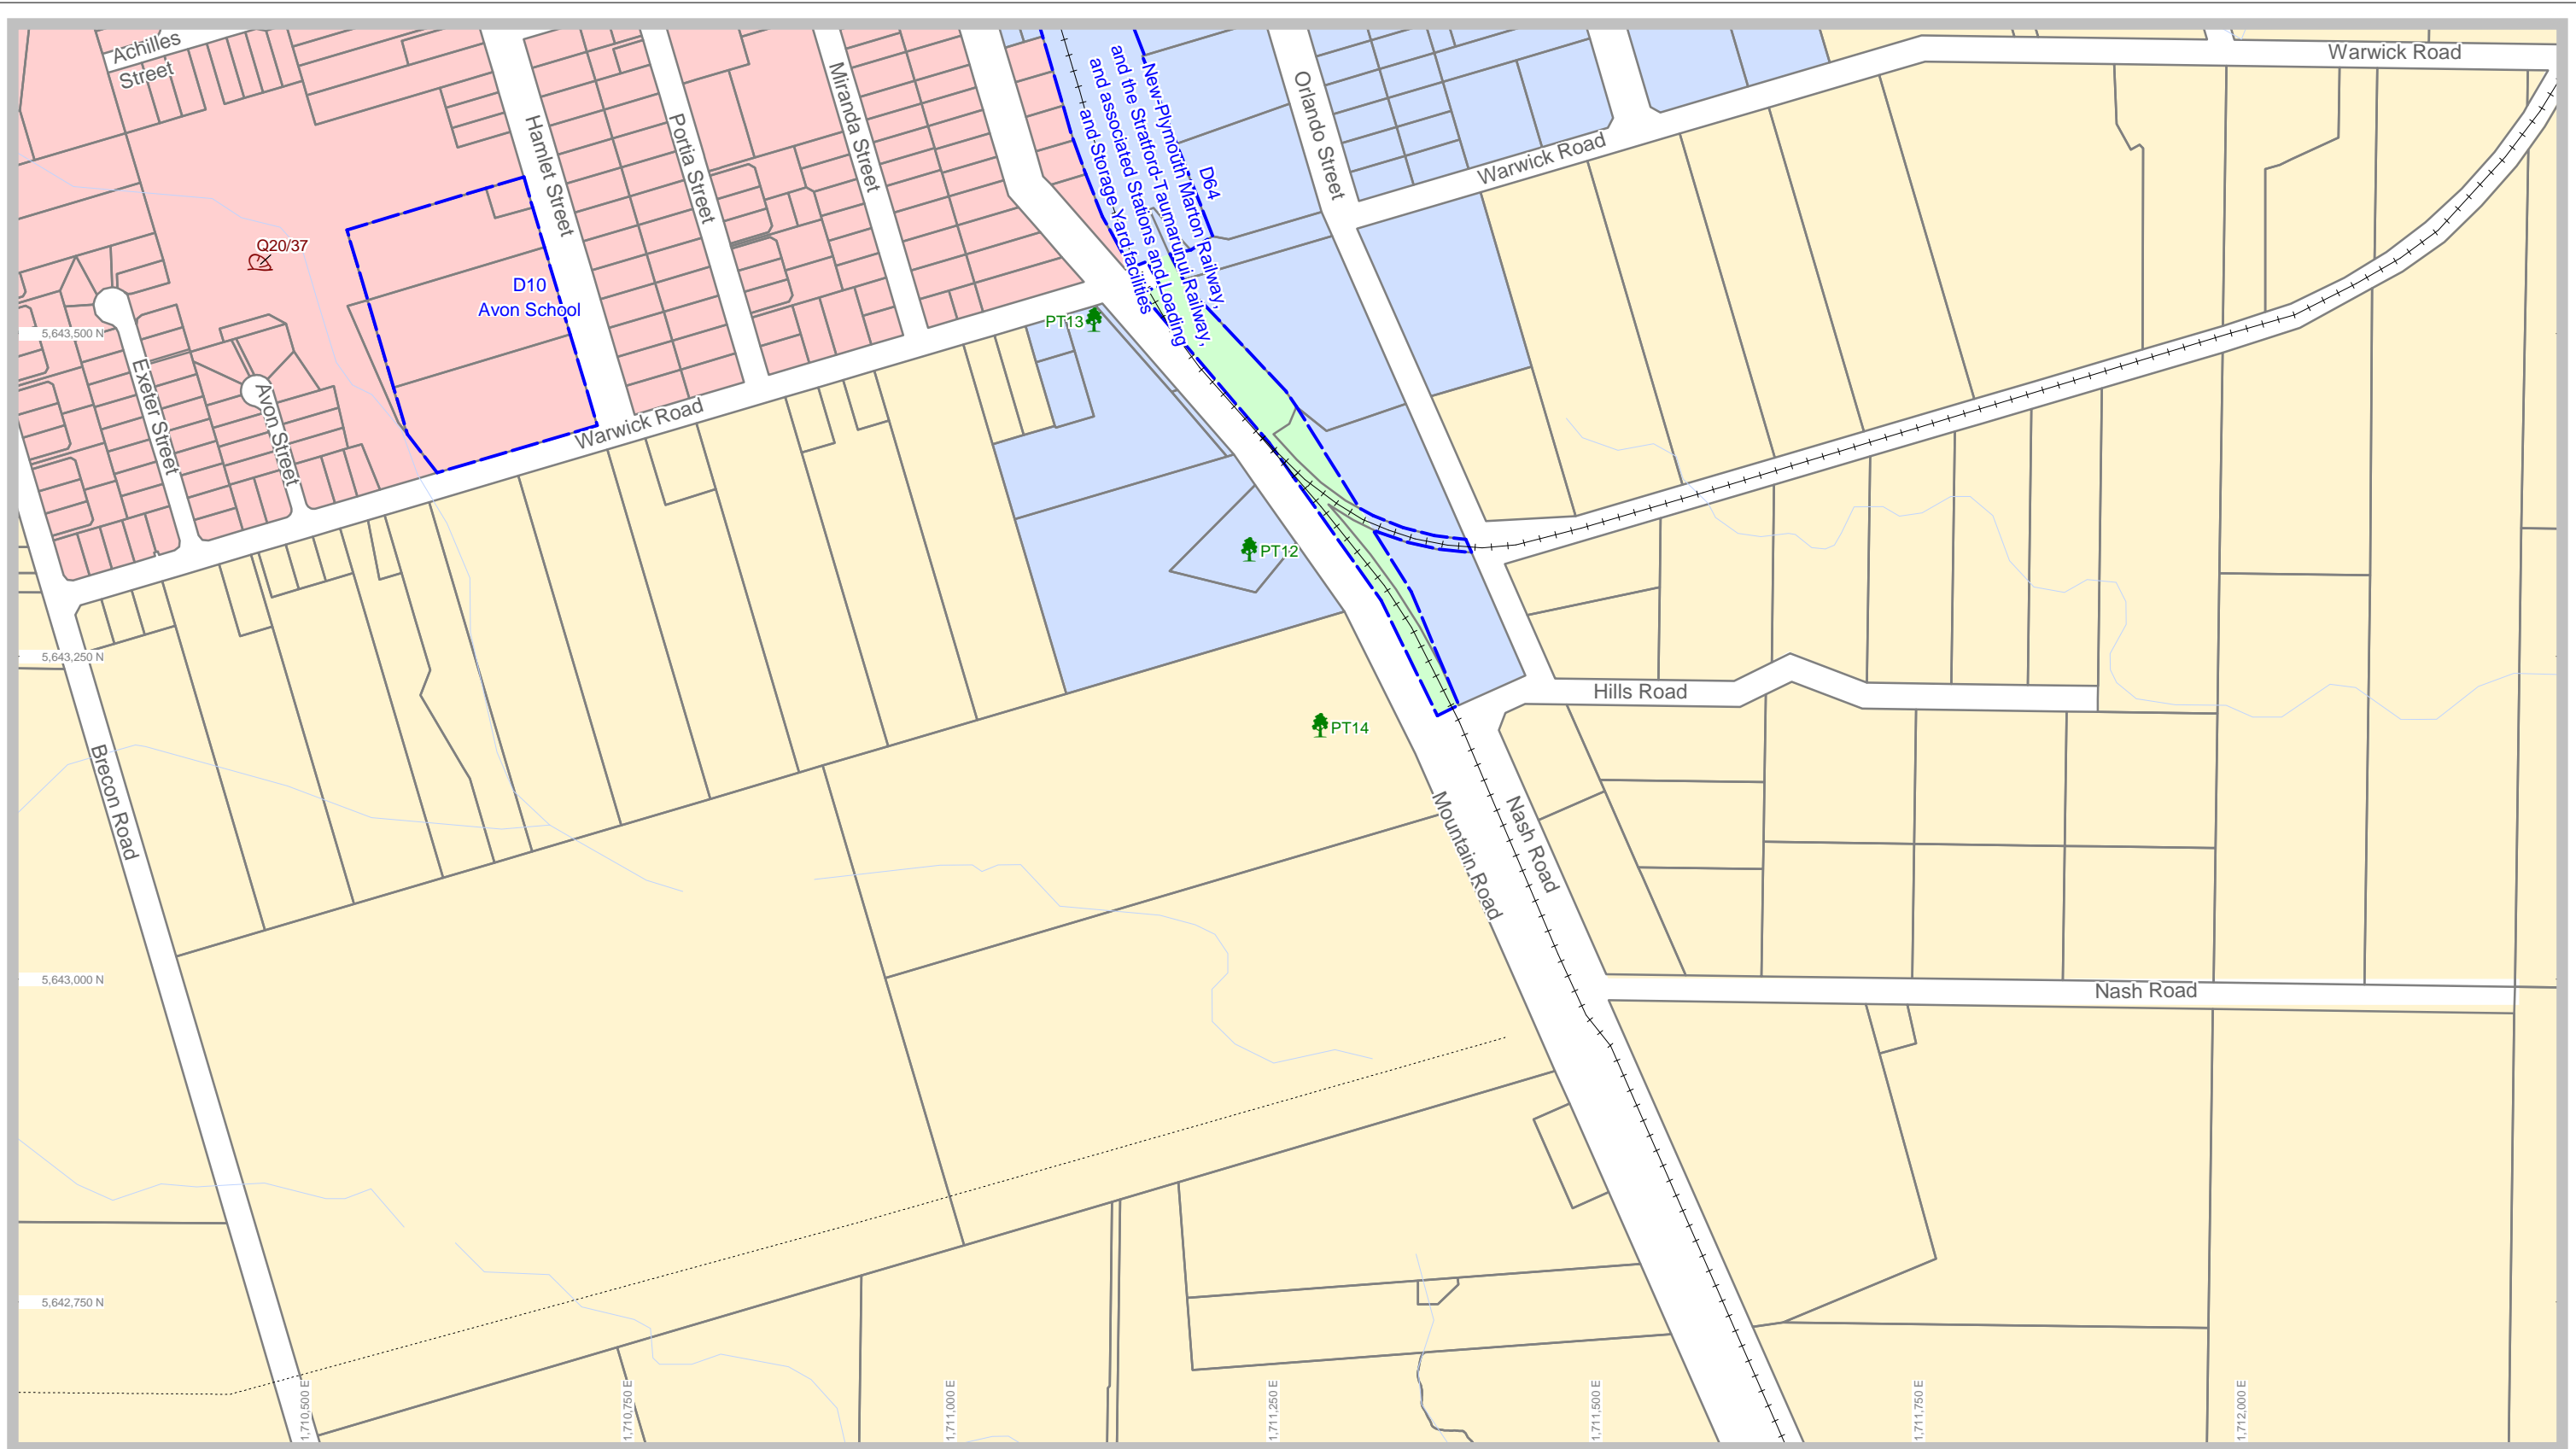 Achilles
Street
Hamlet Street
Portia Street
Miranda Street
New Plymouth Marton Railway,
and the Stratford-Taumarunui Railway,
and associated Stations and Loading
and Storage Yard facilities
D64
Orlando Street
Warwick Road
Warwick Road
Q20/37
D10
Avon School
PT13
5,643,500 N
Exeter Street
Avon Street
Warwick Road
PT12
5,643,250 N
Hills Road
PT14
Brecon Road
Mountain Road
Nash Road
5,643,000 N
Nash Road
5,642,750 N
1,710,500 E
1,710,750 E
1,711,000 E
1,711,250 E
1,711,500 E
1,711,750 E
1,712,000 E